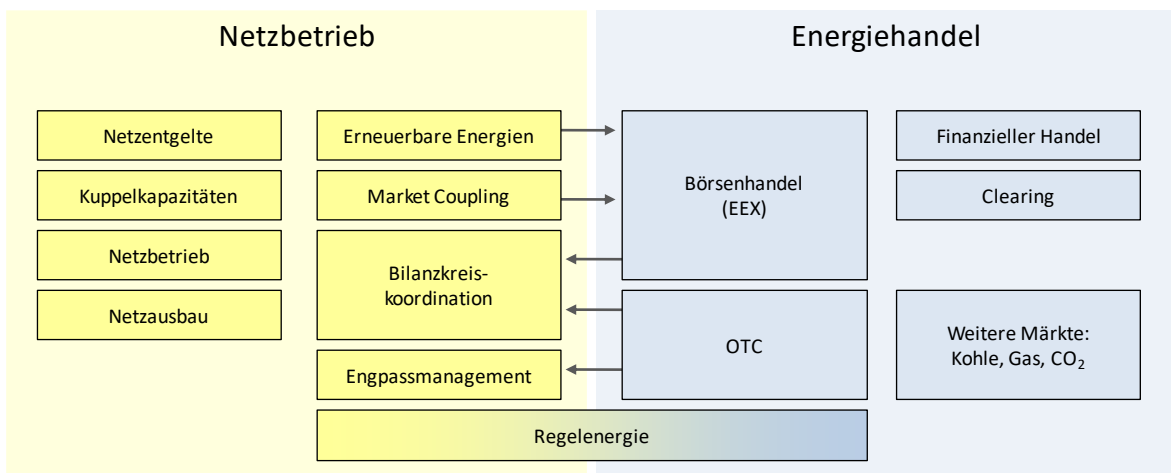 Netzbetrieb
Energiehandel
Netzentgelte
Erneuerbare Energien
Finanzieller Handel
Kuppelkapazitäten
Market Coupling
Börsenhandel
(EEX)
Clearing
Netzbetrieb
Bilanzkreis-
koordination
Netzausbau
OTC
Weitere Märkte:
Kohle, Gas, CO₂
Engpassmanagement
Regelenergie